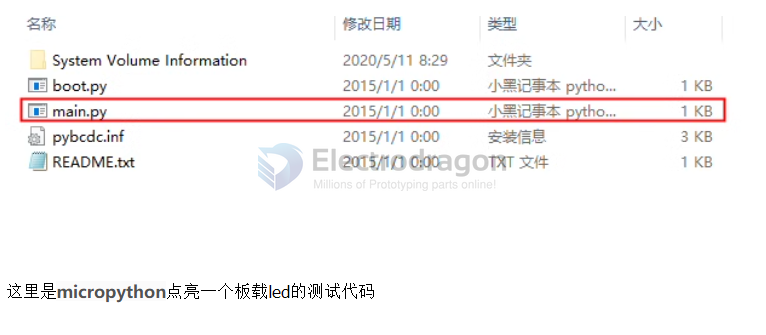 名称 修改日期 类型 大小
System Volume Information 2020/5/11 8:29 文件夹
boot.py 2015/1/1 0:00 小黑记事本 pytho... 1 KB
main.py 2015/1/1 0:00 小黑记事本 pytho... 1 KB
pybcdc.inf 2015/1/1 0:00 安装信息 3 KB
README.txt 2015/1/1 0:00 TXT 文件 1 KB
Electrodragon
Millions of Prototyping parts online!
这里是micropython点亮一个板载led的测试代码